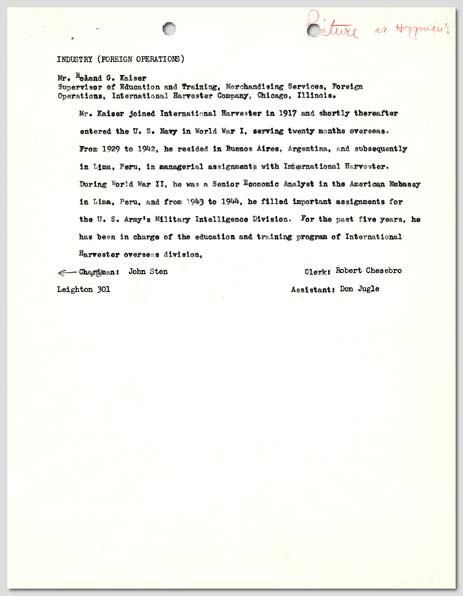 Picture is
INDUSTRY (FOREIGN OPERATIONS)
Mr. Roland G. Kaiser
Supervisor of Education and Training, Merchandising Services, Foreign
Operations, International Harvester Company, Chicago, Illinois.
Mr. Kaiser joined International Harvester in 1917 and shortly thereafter
entered the U. S. Navy in World War I, serving twenty months overseas.
From 1929 to 1942, he resided in Buenos Aires, Argentina, and subsequently
in Lima, Peru, in managerial assignments with International Harvester.
During World War II, he was a Senior Economic Analyst in the American Embassy
in Lima, Peru, and from 1943 to 1944, he filled important assignments for
the U. S. Army's Military Intelligence Division. For the past five years, he
has been in charge of the education and training program of International
Harvester overseas division.
Chairman: John Sten Clerk: Robert Chesebro
Leighton 301 Assistant: Don Jugle